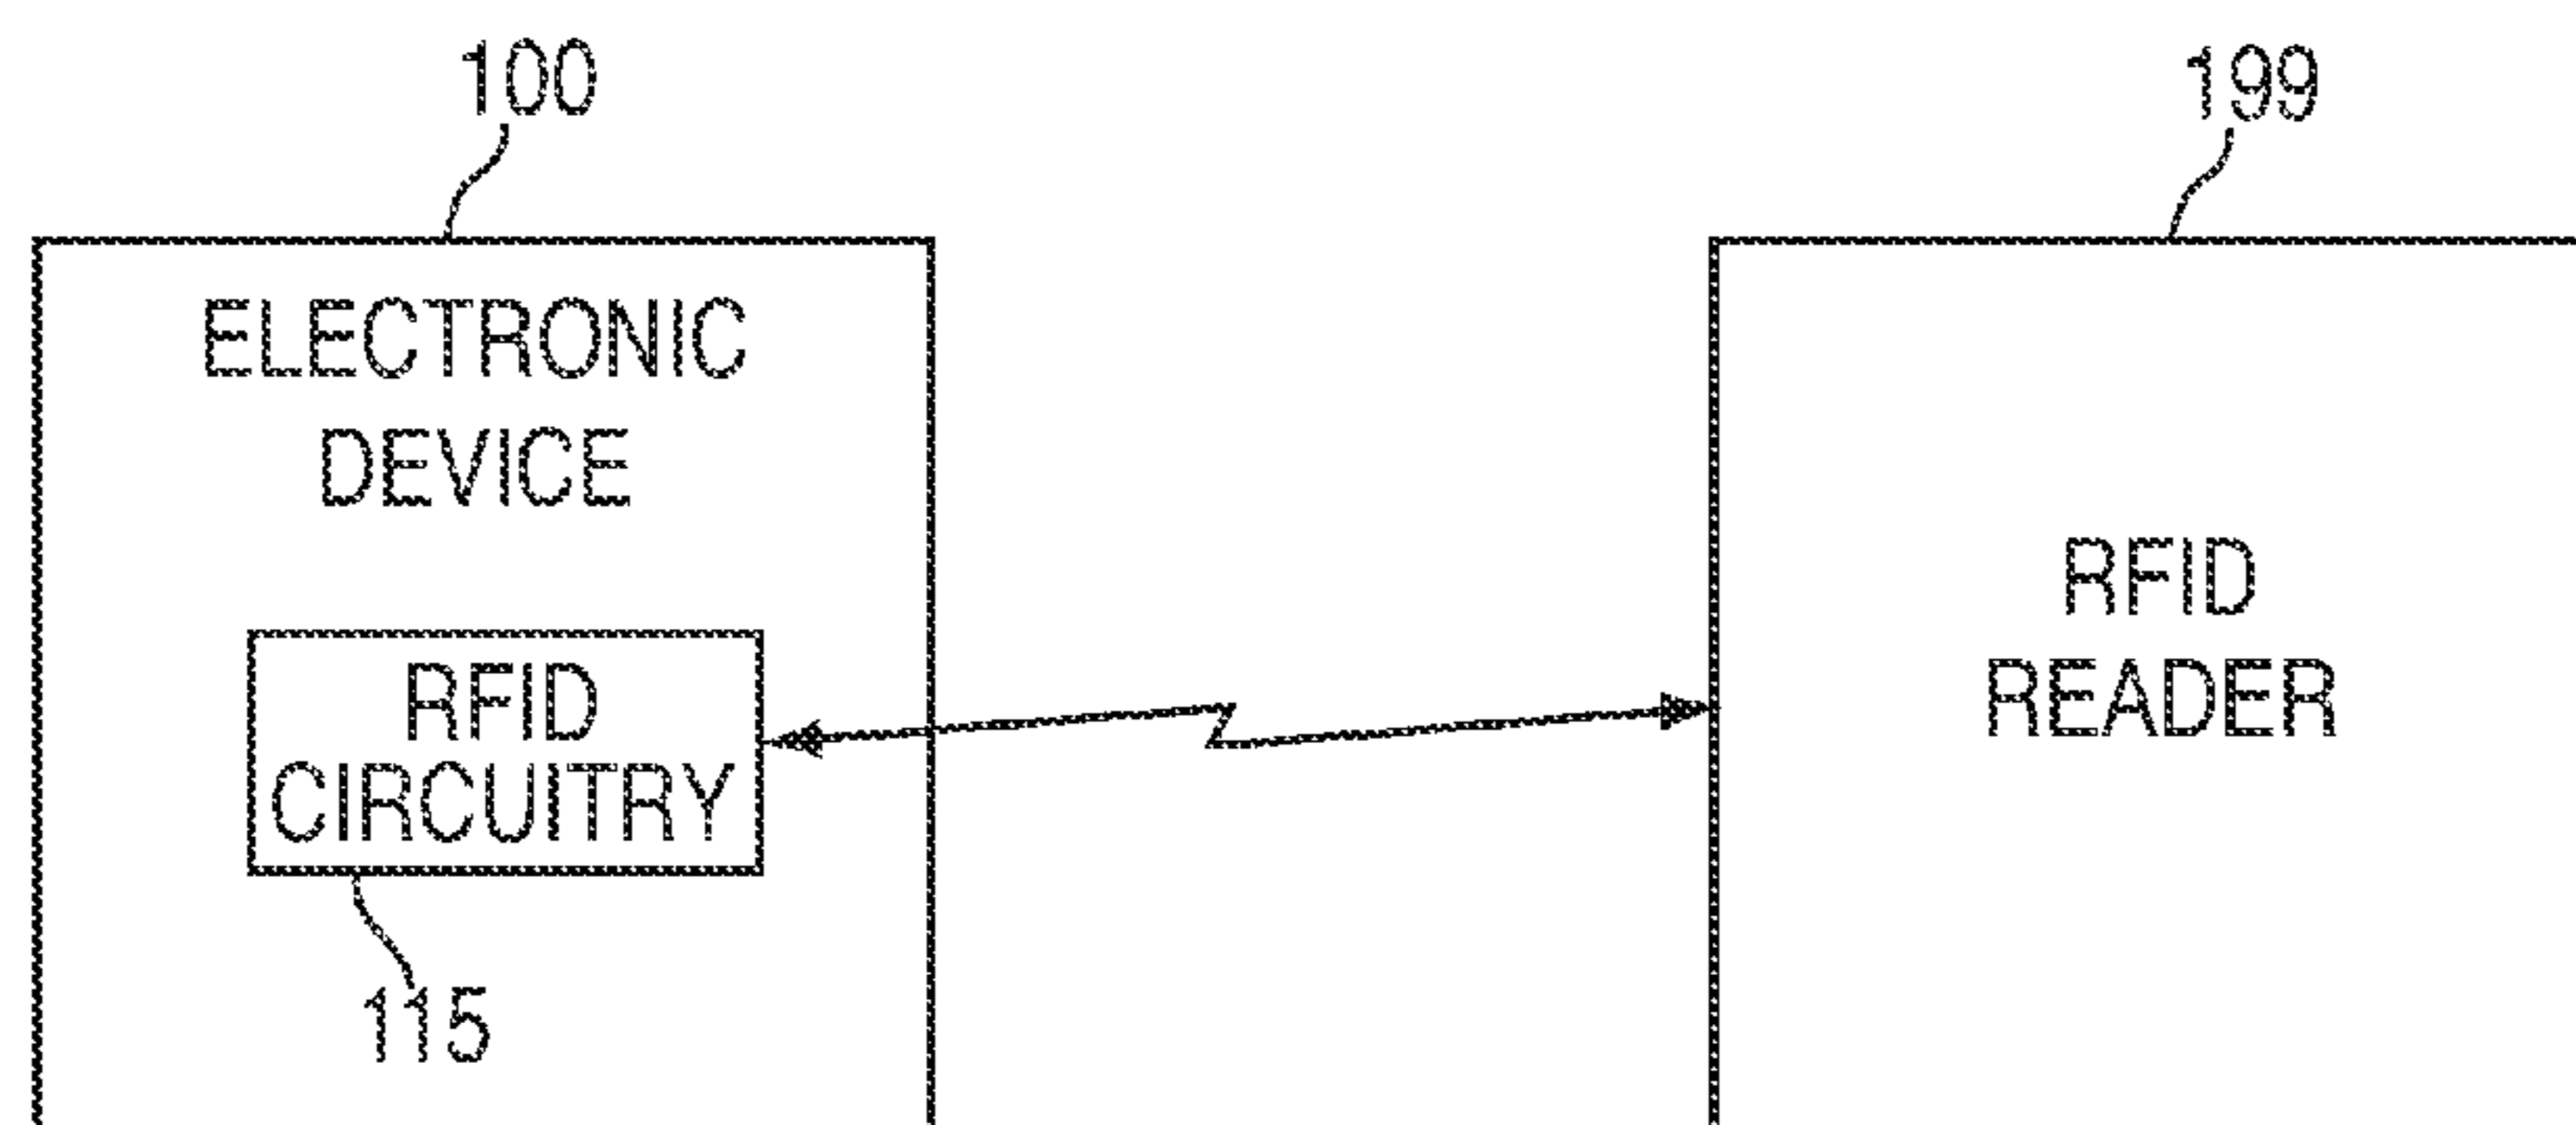 100
199
ELECTRONIC
DEVICE
RFID
READER
RFID
CIRCUITRY
115